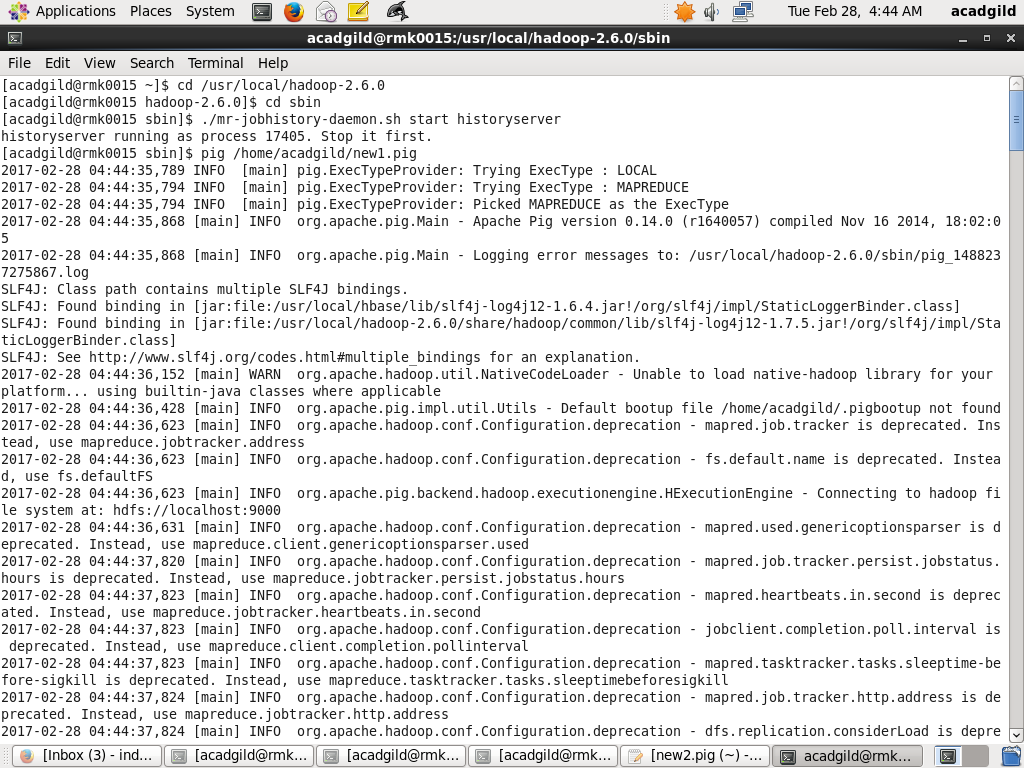 Applications Places System Tue Feb 28, 4:44 AM acadgild
acadgild@rmk0015:/usr/local/hadoop-2.6.0/sbin
File Edit View Search Terminal Help
[acadgild@rmk0015 ~]$ cd /usr/local/hadoop-2.6.0
[acadgild@rmk0015 hadoop-2.6.0]$ cd sbin
[acadgild@rmk0015 sbin]$ ./mr-jobhistory-daemon.sh start historyserver
historyserver running as process 17405. Stop it first.
[acadgild@rmk0015 sbin]$ pig /home/acadgild/new1.pig
2017-02-28 04:44:35,789 INFO  [main] pig.ExecTypeProvider: Trying ExecType : LOCAL
2017-02-28 04:44:35,794 INFO  [main] pig.ExecTypeProvider: Trying ExecType : MAPREDUCE
2017-02-28 04:44:35,794 INFO  [main] pig.ExecTypeProvider: Picked MAPREDUCE as the ExecType
2017-02-28 04:44:35,868 [main] INFO  org.apache.pig.Main - Apache Pig version 0.14.0 (r1640057) compiled Nov 16 2014, 18:02:0
5
2017-02-28 04:44:35,868 [main] INFO  org.apache.pig.Main - Logging error messages to: /usr/local/hadoop-2.6.0/sbin/pig_148823
7275867.log
SLF4J: Class path contains multiple SLF4J bindings.
SLF4J: Found binding in [jar:file:/usr/local/hbase/lib/slf4j-log4j12-1.6.4.jar!/org/slf4j/impl/StaticLoggerBinder.class]
SLF4J: Found binding in [jar:file:/usr/local/hadoop-2.6.0/share/hadoop/common/lib/slf4j-log4j12-1.7.5.jar!/org/slf4j/impl/Sta
ticLoggerBinder.class]
SLF4J: See http://www.slf4j.org/codes.html#multiple_bindings for an explanation.
2017-02-28 04:44:36,152 [main] WARN  org.apache.hadoop.util.NativeCodeLoader - Unable to load native-hadoop library for your
platform... using builtin-java classes where applicable
2017-02-28 04:44:36,428 [main] INFO  org.apache.pig.impl.util.Utils - Default bootup file /home/acadgild/.pigbootup not found
2017-02-28 04:44:36,623 [main] INFO  org.apache.hadoop.conf.Configuration.deprecation - mapred.job.tracker is deprecated. Ins
tead, use mapreduce.jobtracker.address
2017-02-28 04:44:36,623 [main] INFO  org.apache.hadoop.conf.Configuration.deprecation - fs.default.name is deprecated. Instea
d, use fs.defaultFS
2017-02-28 04:44:36,623 [main] INFO  org.apache.pig.backend.hadoop.executionengine.HExecutionEngine - Connecting to hadoop fi
le system at: hdfs://localhost:9000
2017-02-28 04:44:36,631 [main] INFO  org.apache.hadoop.conf.Configuration.deprecation - mapred.used.genericoptionsparser is d
eprecated. Instead, use mapreduce.client.genericoptionsparser.used
2017-02-28 04:44:37,820 [main] INFO  org.apache.hadoop.conf.Configuration.deprecation - mapred.job.tracker.persist.jobstatus.
hours is deprecated. Instead, use mapreduce.jobtracker.persist.jobstatus.hours
2017-02-28 04:44:37,823 [main] INFO  org.apache.hadoop.conf.Configuration.deprecation - mapred.heartbeats.in.second is deprec
ated. Instead, use mapreduce.jobtracker.heartbeats.in.second
2017-02-28 04:44:37,823 [main] INFO  org.apache.hadoop.conf.Configuration.deprecation - jobclient.completion.poll.interval is
 deprecated. Instead, use mapreduce.client.completion.pollinterval
2017-02-28 04:44:37,823 [main] INFO  org.apache.hadoop.conf.Configuration.deprecation - mapred.tasktracker.tasks.sleeptime-be
fore-sigkill is deprecated. Instead, use mapreduce.tasktracker.tasks.sleeptimebeforesigkill
2017-02-28 04:44:37,824 [main] INFO  org.apache.hadoop.conf.Configuration.deprecation - mapred.job.tracker.http.address is de
precated. Instead, use mapreduce.jobtracker.http.address
2017-02-28 04:44:37,824 [main] INFO  org.apache.hadoop.conf.Configuration.deprecation - dfs.replication.considerLoad is depre
[Inbox (3) - ind... [acadgild@rmk... [acadgild@rmk... [acadgild@rmk... [new2.pig (~) -... acadgild@rmk...